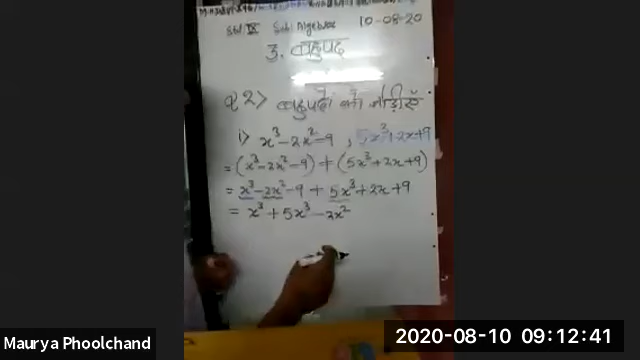 Std IX Sub: Algebra 10-08-20
3. बहुपद
Q 2> बहुपदों को जोड़ीए
i) x³-2x²-9 , 5x³+2x+9
= (x³-2x²-9) + (5x³+2x+9)
= x³-2x²-9 + 5x³+2x+9
= x³+5x³-2x²
Maurya Phoolchand
2020-08-10 09:12:41